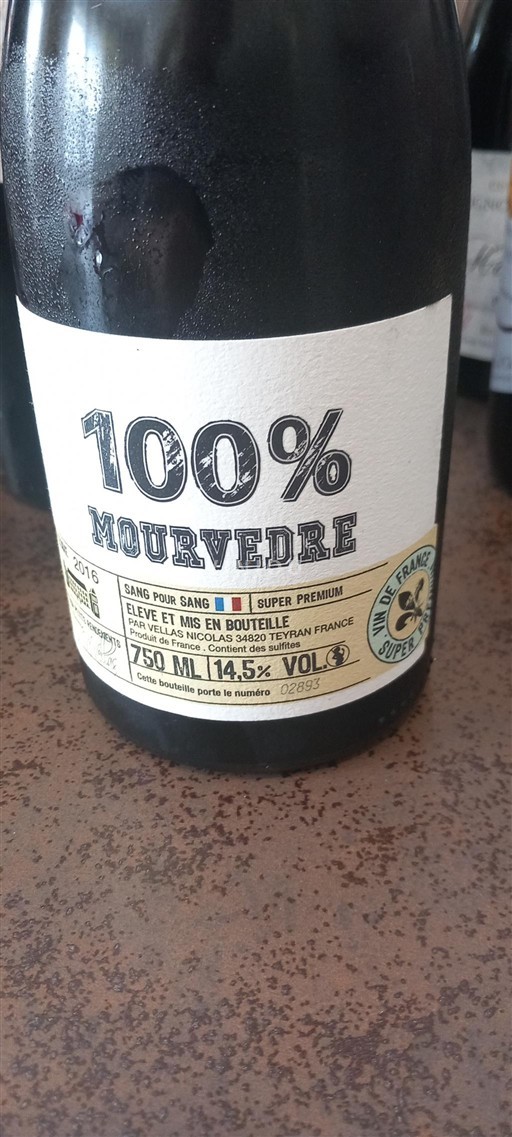 100%
MOURVEDRE
2016
SANG POUR SANG | SUPER PREMIUM
ELEVE ET MIS EN BOUTEILLE
PAR VELLAS NICOLAS 34820 TEYRAN FRANCE
Produit de France . Contient des sulfites
750 ML 14,5% VOL.
Cette bouteille porte le numéro 02893
VIN DE FRANCE
SUPER